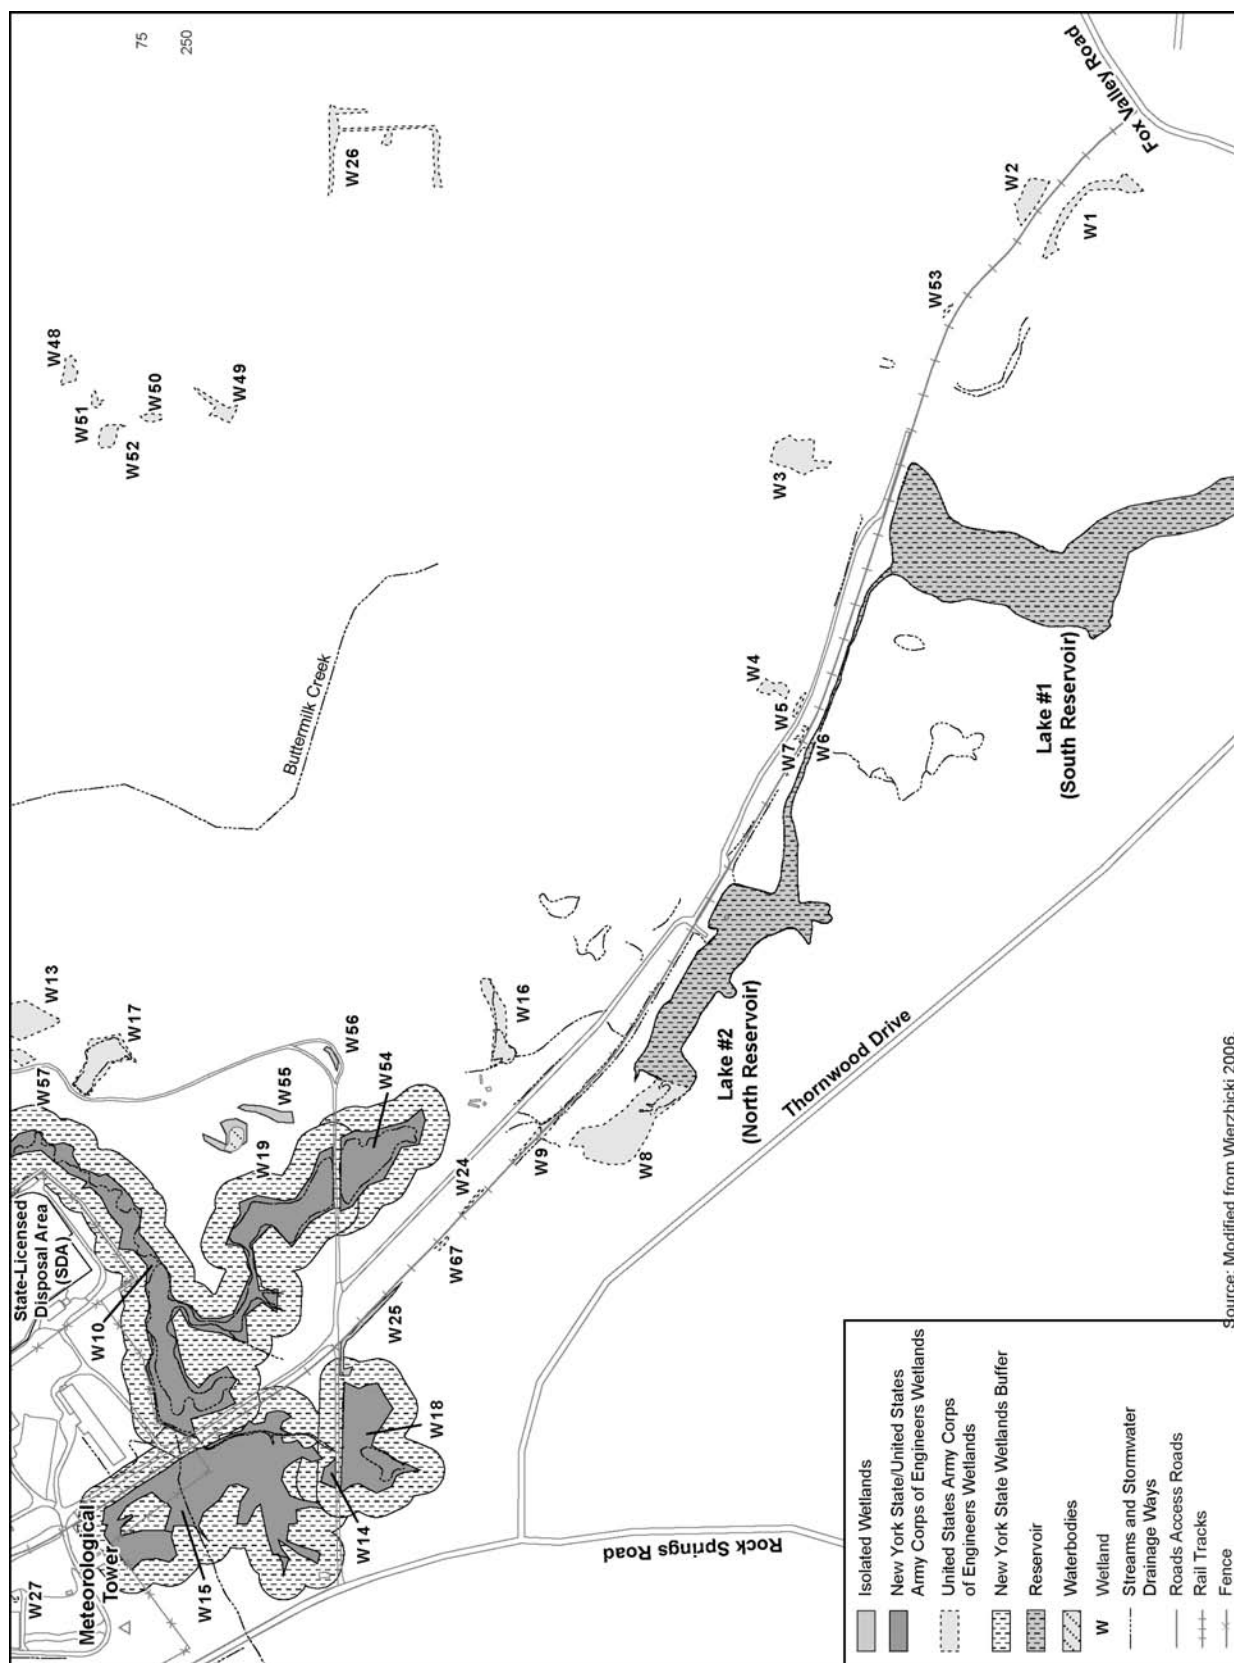 75
250
W48
W51
W50
W52
W49
W26
Fox Valley Road
W2
W1
W53
W3
Buttermilk Creek
W4
W5
W7
W6
Lake #1
(South Reservoir)
W13
W17
W57
W16
W56
W55
W54
W19
Lake #2
(North Reservoir)
Thornwood Drive
W8
W9
W24
W67
W25
State-Licensed
Disposal Area
(SDA)
W10
W18
W14
W15
Meteorological
Tower
W27
Rock Springs Road
Isolated Wetlands
New York State/United States
Army Corps of Engineers Wetlands
United States Army Corps
of Engineers Wetlands
New York State Wetlands Buffer
Reservoir
Waterbodies
W Wetland
Streams and Stormwater
Drainage Ways
Roads Access Roads
Rail Tracks
Fence
Source: Modified from Wierzbicki 2006.